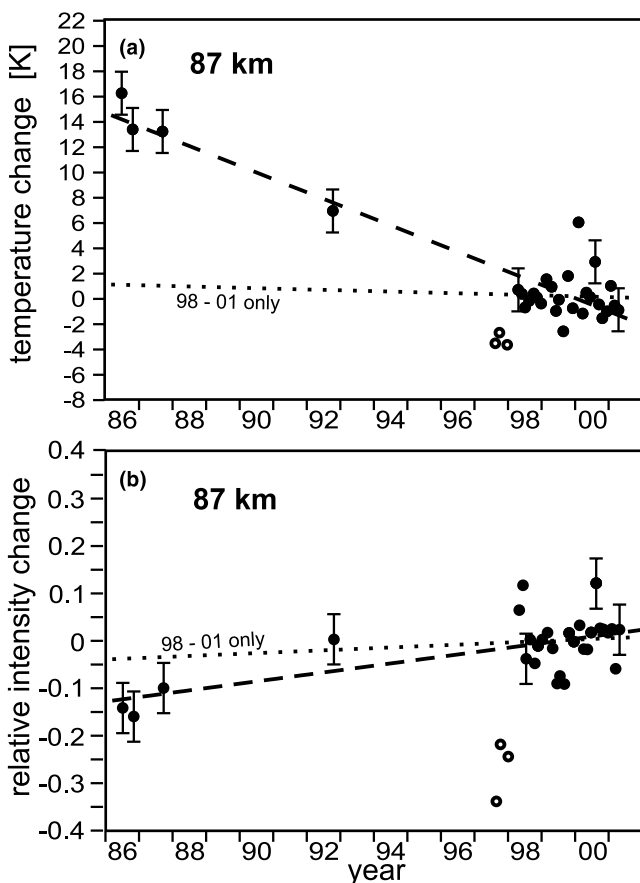 (a) 87 km
temperature change [K]
18
16
14
12
10
8
6
4
2
0
-2
-4
-6
-8
98 - 01 only
86 88 90 92 94 96 98 00
(b) 87 km
relative intensity change
0.4
0.3
0.2
0.1
0
-0.1
-0.2
-0.3
-0.4
98 - 01 only
86 88 90 92 94 96 98 00
year